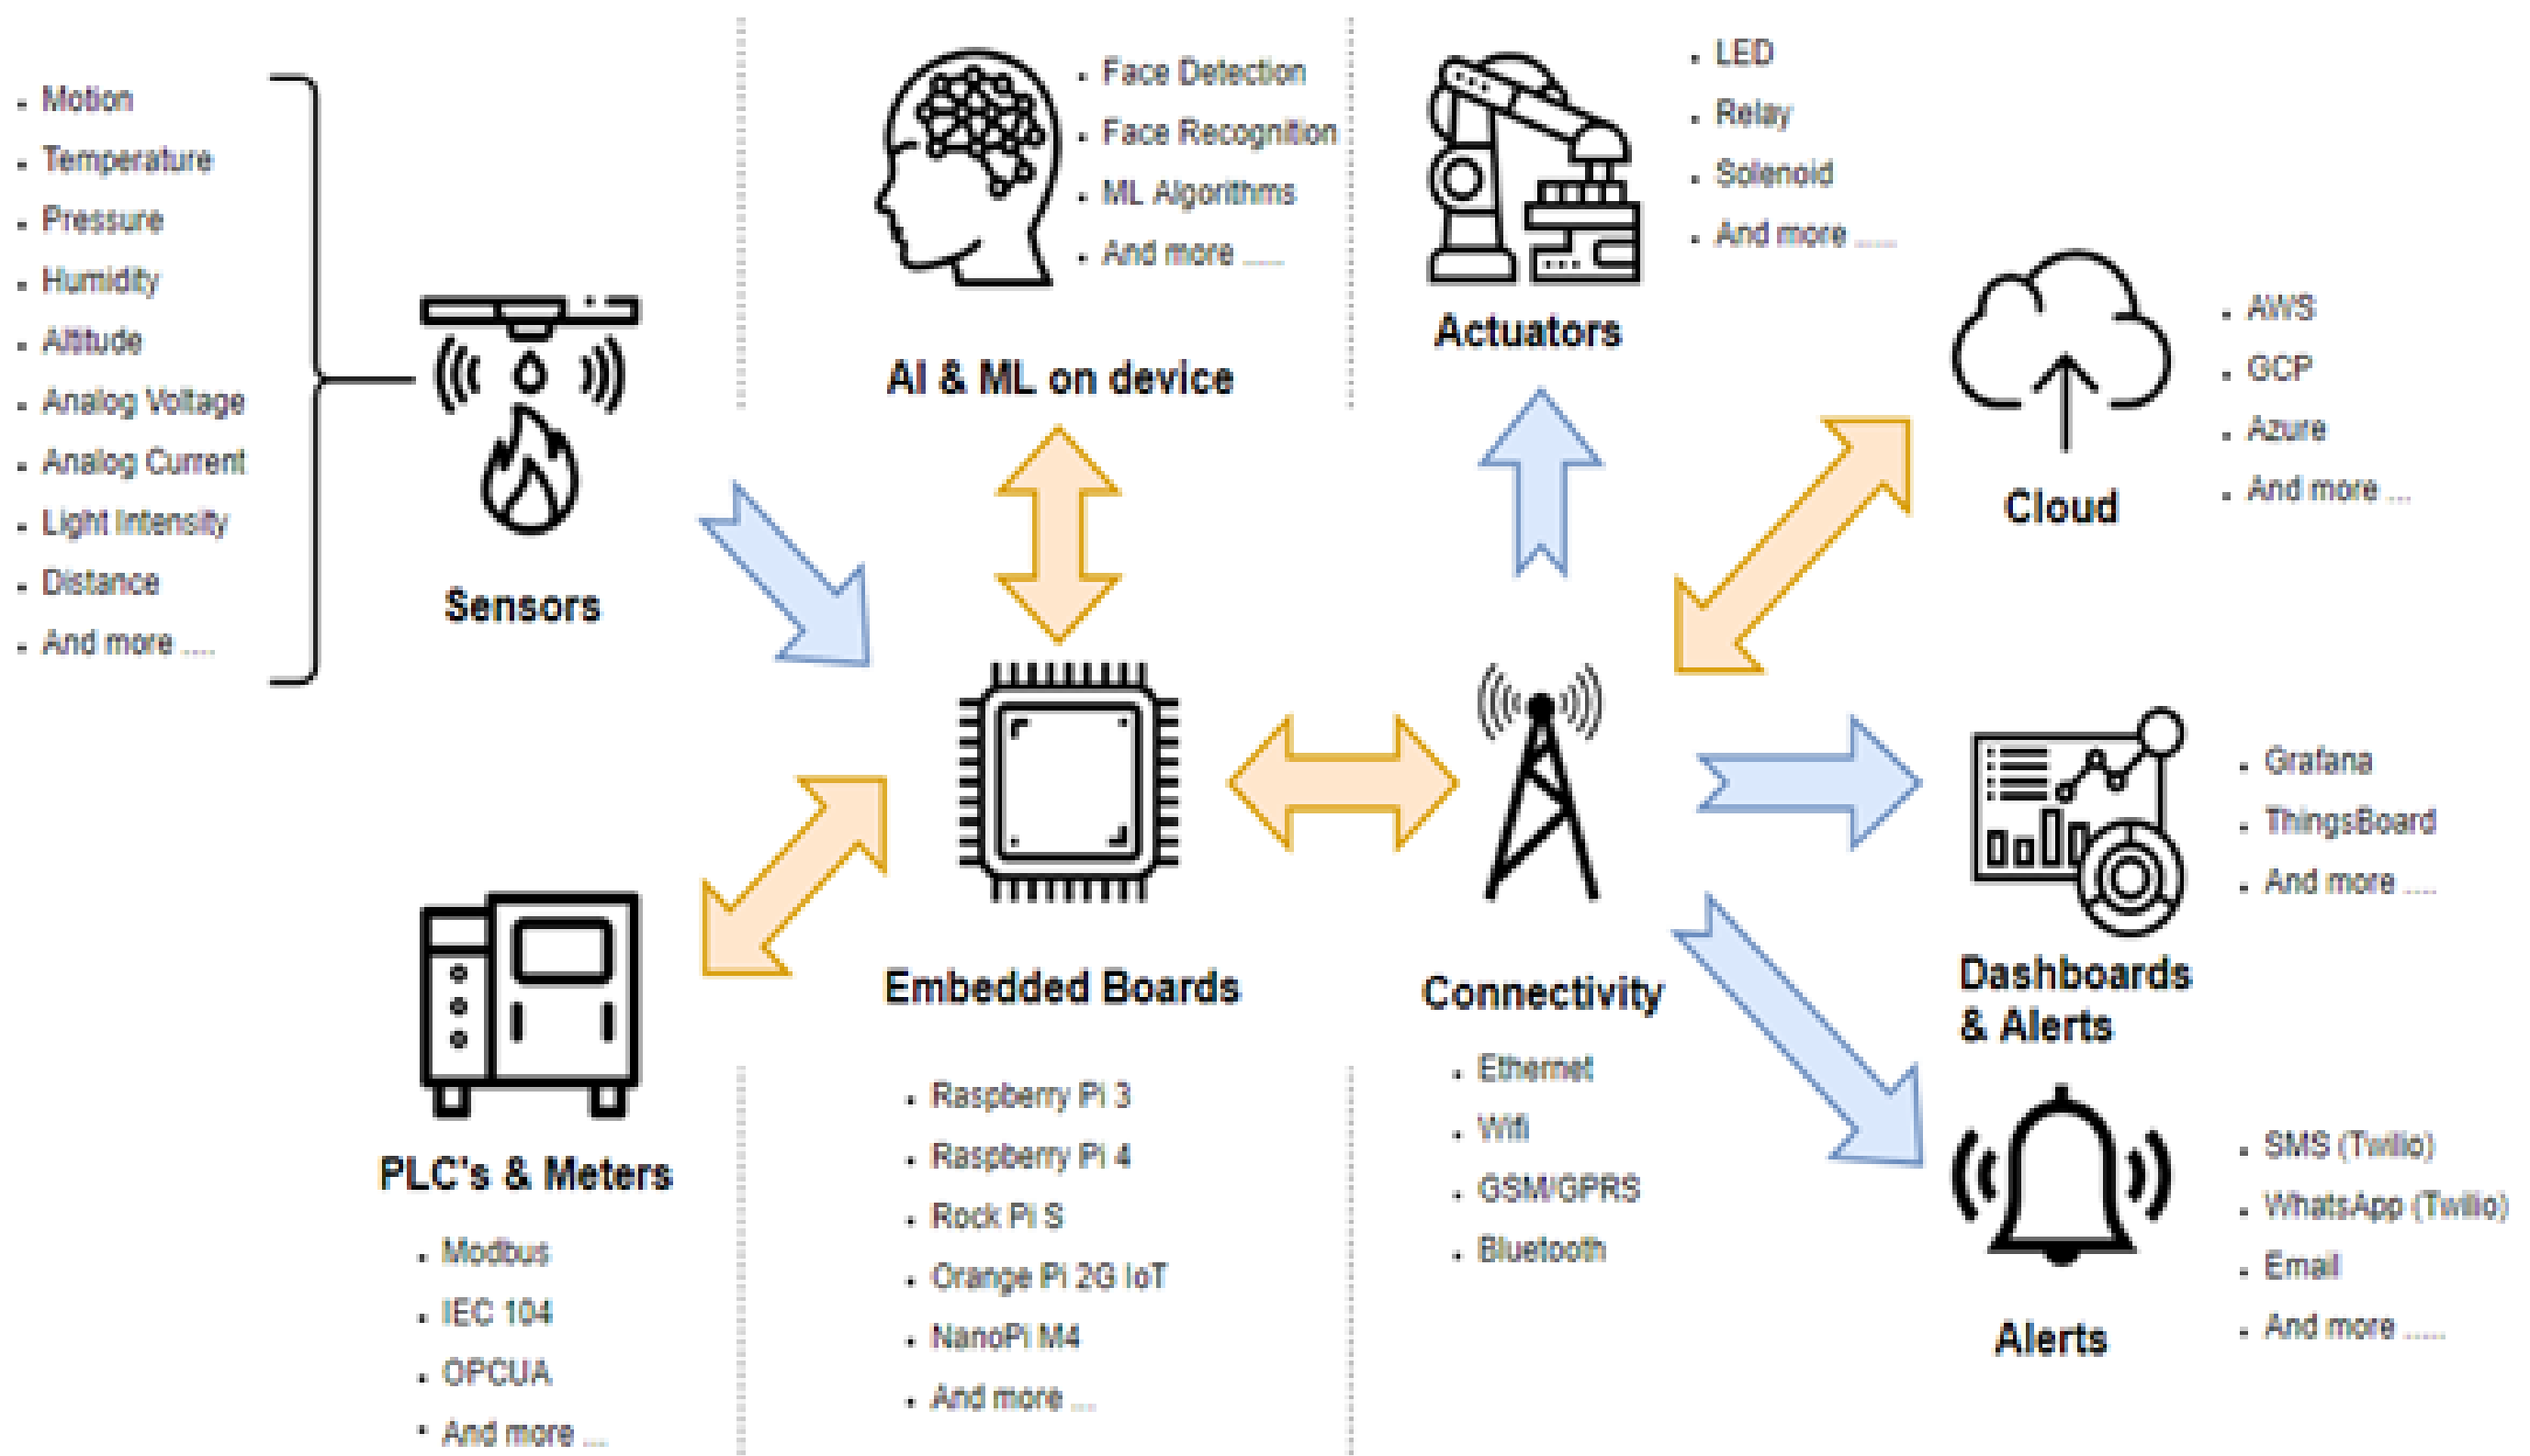 Motion
Temperature
Pressure
Humidity
Altitude
Analog Voltage
Analog Current
Light Intensity
Distance
And more ....
Sensors
Face Detection
Face Recognition
ML Algorithms
And more .....
AI & ML on device
LED
Relay
Solenoid
And more .....
Actuators
AWS
GCP
Azure
And more ...
Cloud
PLC's & Meters
Modbus
IEC 104
OPCUA
And more ...
Embedded Boards
Raspberry Pi 3
Raspberry Pi 4
Rock Pi S
Orange Pi 2G IoT
NanoPi M4
And more ...
Connectivity
Ethernet
Wifi
GSM/GPRS
Bluetooth
Grafana
ThingsBoard
And more ....
Dashboards
& Alerts
SMS (Twilio)
WhatsApp (Twilio)
Email
And more .....
Alerts